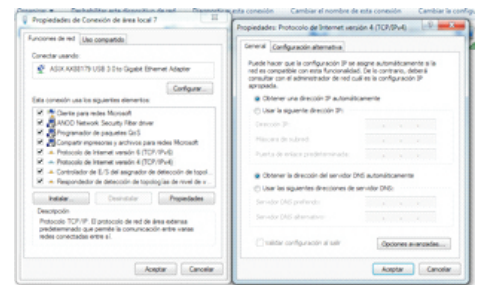 Propiedades de Conexión de área local 7
Funciones de red
Uso compartido
Conectar usando:
ASIX AX88179 USB 3.0 to Gigabit Ethernet Adapter
Configurar...
Esta conexión usa los siguientes elementos:
Cliente para redes Microsoft
ANOD Network Security Filter driver
Programador de paquetes QoS
Compartir impresoras y archivos para redes Microsoft
Protocolo de Internet versión 6 (TCP/IPv6)
Protocolo de Internet versión 4 (TCP/IPv4)
Controlador de E/S del asignador de detección de topol...
Respondedor de detección de topologías de nivel de v...
Instalar...
Desinstalar
Propiedades
Descripción
Protocolo TCP/IP. El protocolo de red de área extensa
predeterminado que permite la comunicación entre varias
redes conectadas entre sí.
Aceptar
Cancelar
Diagnosticar esta conexión
Cambiar el nombre de esta conexión
Propiedades: Protocolo de Internet versión 4 (TCP/IPv4)
General
Configuración alternativa
Puede hacer que la configuración IP se asigne automáticamente si la
red es compatible con esta funcionalidad. De lo contrario, deberá
consultar con el administrador de red cuál es la configuración IP
apropiada.
Obtener una dirección IP automáticamente
Usar la siguiente dirección IP:
Dirección IP:
Máscara de subred:
Puerta de enlace predeterminada:
Obtener la dirección del servidor DNS automáticamente
Usar las siguientes direcciones de servidor DNS:
Servidor DNS preferido:
Servidor DNS alternativo:
Validar configuración al salir
Opciones avanzadas...
Aceptar
Cancelar